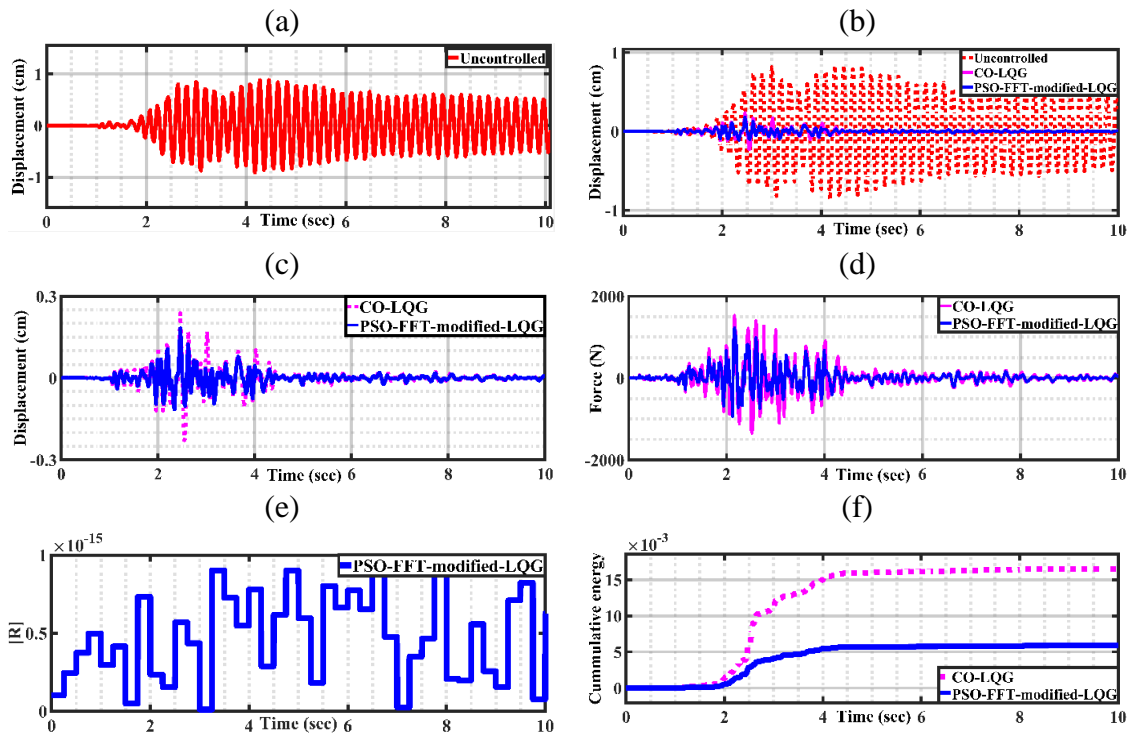 (a)
Displacement (cm)
1
0
-1
Uncontrolled
0 2 4 6 8 10
Time (sec)
(b)
Displacement (cm)
1
0
-1
Uncontrolled
CO-LQG
PSO-FFT-modified-LQG
0 2 4 6 8 10
Time (sec)
(c)
Displacement (cm)
0.3
0
-0.3
CO-LQG
PSO-FFT-modified-LQG
0 2 4 6 8 10
Time (sec)
(d)
Force (N)
2000
0
-2000
CO-LQG
PSO-FFT-modified-LQG
0 2 4 6 8 10
Time (sec)
(e)
×10^-15
|R|
1
0.5
0
PSO-FFT-modified-LQG
0 2 4 6 8 10
Time (sec)
(f)
×10^-3
Cummulative energy
15
10
5
0
CO-LQG
PSO-FFT-modified-LQG
0 2 4 6 8 10
Time (sec)